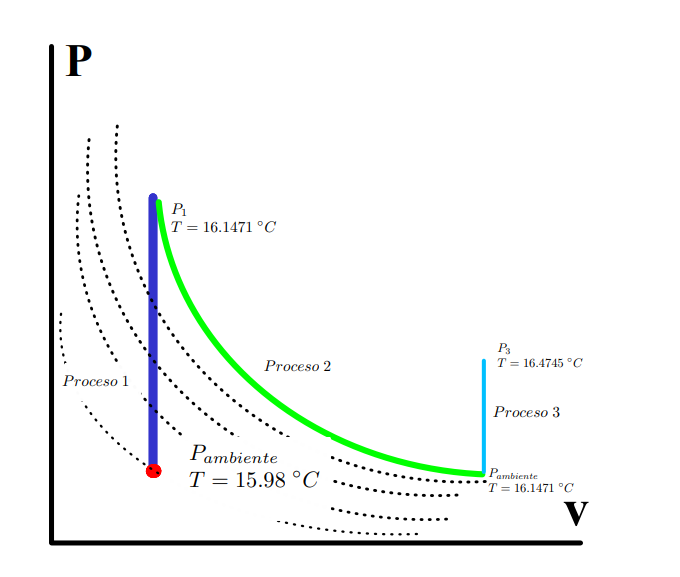 P
P₁
T = 16.1471 °C
Proceso 2
P₃
T = 16.4745 °C
Proceso 1
Proceso 3
Pambiente
T = 15.98 °C
Pambiente
T = 16.1471 °C
V